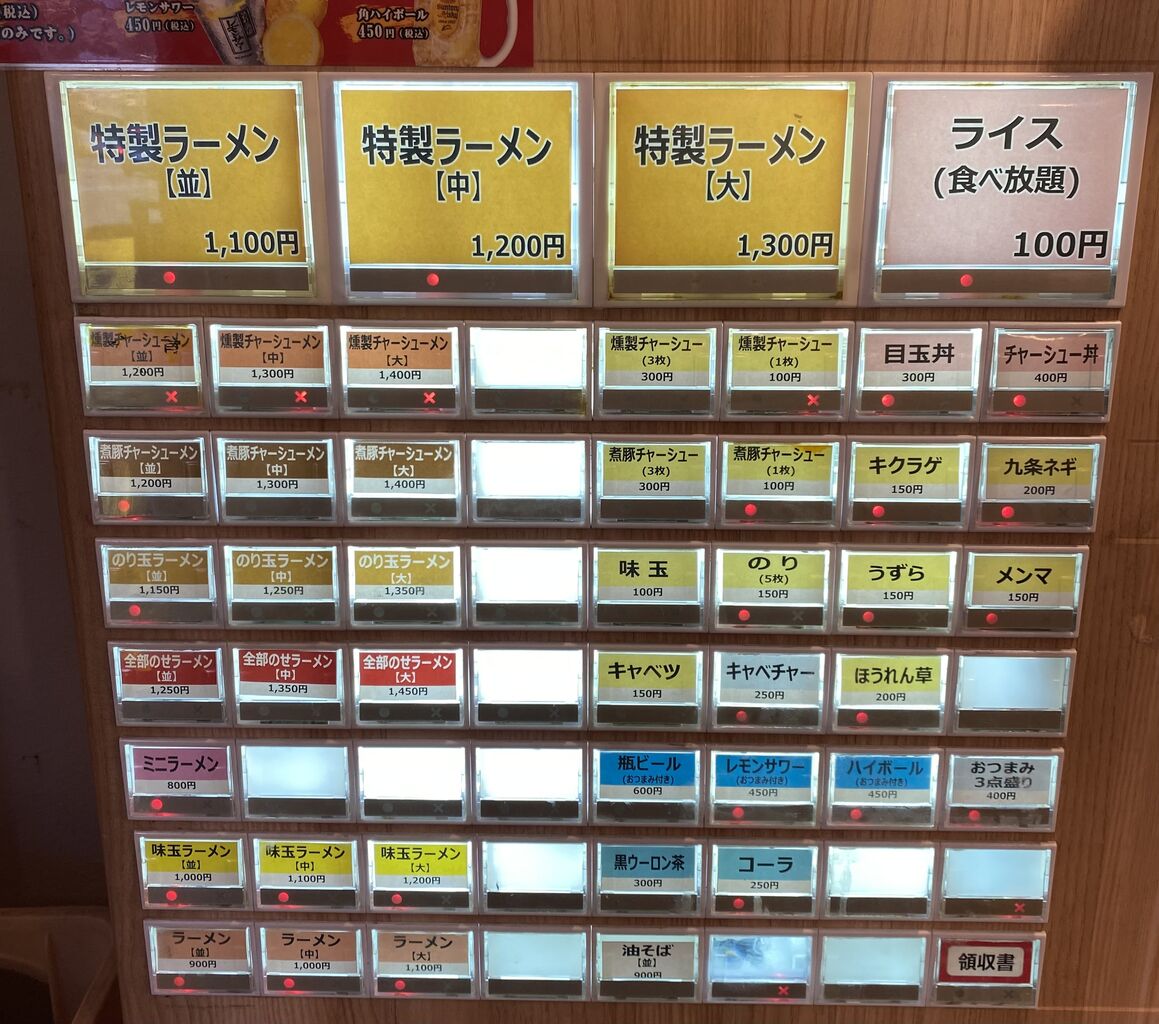 税込)
のみです。)
レモンサワー
450円(税込)
角ハイボール
450円(税込)
特製ラーメン
【並】
1,100円
特製ラーメン
【中】
1,200円
特製ラーメン
【大】
1,300円
ライス
(食べ放題)
100円
燻製チャーシューメン
【並】
1,200円
燻製チャーシューメン
【中】
1,300円
燻製チャーシューメン
【大】
1,400円
燻製チャーシュー
(3枚)
300円
燻製チャーシュー
(1枚)
100円
目玉丼
300円
チャーシュー丼
400円
煮豚チャーシューメン
【並】
1,200円
煮豚チャーシューメン
【中】
1,300円
煮豚チャーシューメン
【大】
1,400円
煮豚チャーシュー
(3枚)
300円
煮豚チャーシュー
(1枚)
100円
キクラゲ
150円
九条ネギ
200円
のり玉ラーメン
【並】
1,150円
のり玉ラーメン
【中】
1,250円
のり玉ラーメン
【大】
1,350円
味玉
100円
のり
(5枚)
150円
うずら
150円
メンマ
150円
全部のせラーメン
【並】
1,250円
全部のせラーメン
【中】
1,350円
全部のせラーメン
【大】
1,450円
キャベツ
150円
キャベチャー
250円
ほうれん草
200円
ミニラーメン
800円
瓶ビール
(おつまみ付き)
600円
レモンサワー
(おつまみ付き)
450円
ハイボール
(おつまみ付き)
450円
おつまみ
3点盛り
400円
味玉ラーメン
【並】
1,000円
味玉ラーメン
【中】
1,100円
味玉ラーメン
【大】
1,200円
黒ウーロン茶
300円
コーラ
250円
ラーメン
【並】
900円
ラーメン
【中】
1,000円
ラーメン
【大】
1,100円
油そば
【並】
900円
領収書